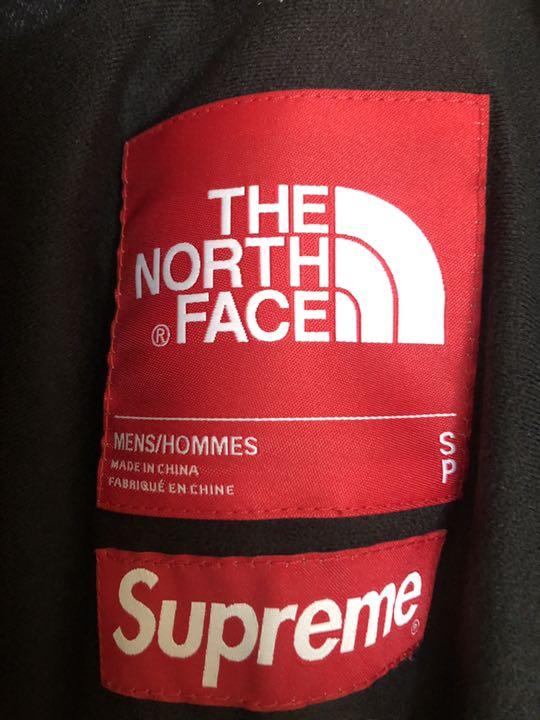 THE
NORTH
® FACE
MENS/HOMMES S
MADE IN CHINA P
FABRIQUÉ EN CHINE
Supreme®